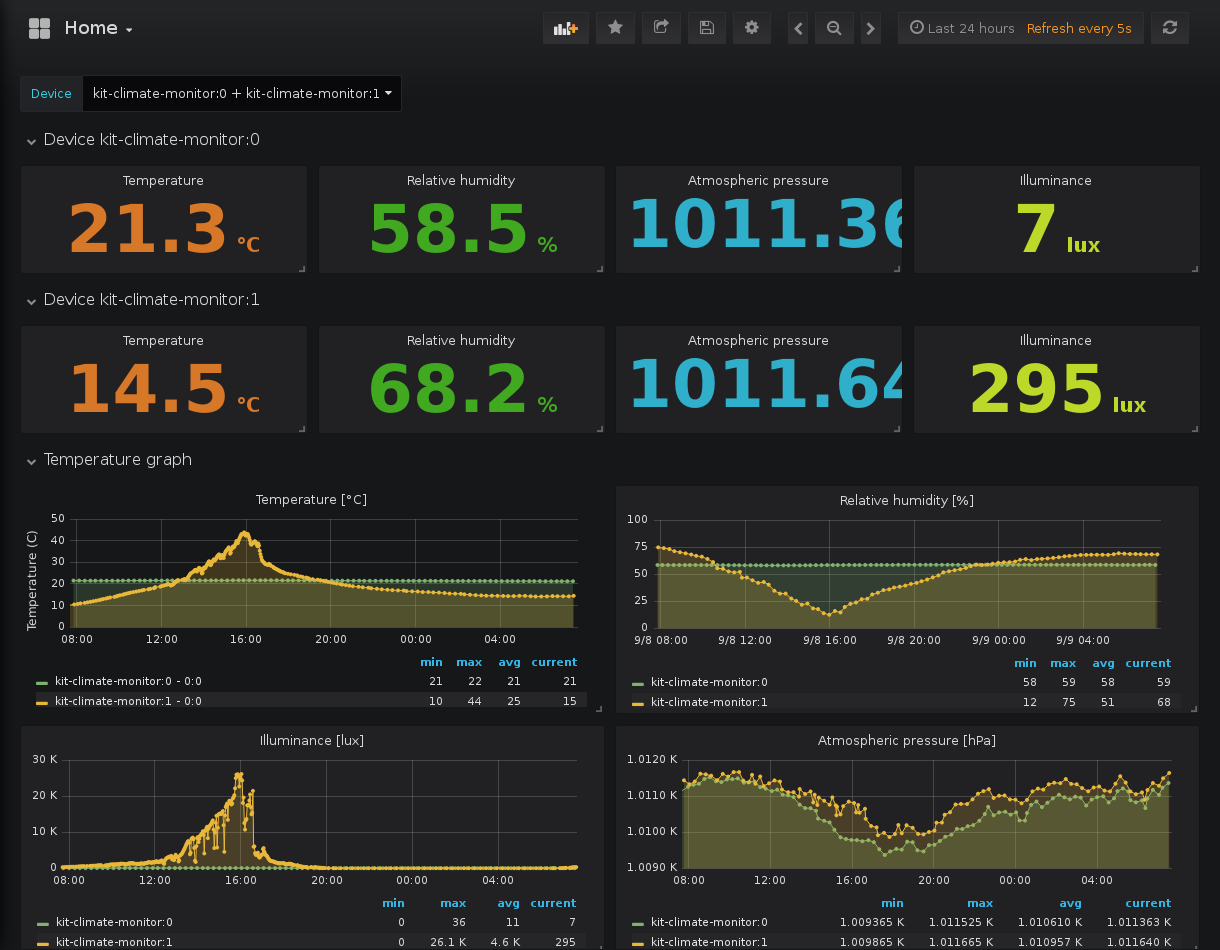 Home
Last 24 hours Refresh every 5s
Device kit-climate-monitor:0 + kit-climate-monitor:1
Device kit-climate-monitor:0
Temperature Relative humidity Atmospheric pressure Illuminance
21.3 °C 58.5 % 1011.36 7 lux
Device kit-climate-monitor:1
Temperature Relative humidity Atmospheric pressure Illuminance
14.5 °C 68.2 % 1011.64 295 lux
Temperature graph
Temperature [°C]
Temperature (C)
50
40
30
20
10
0
08:00 12:00 16:00 20:00 00:00 04:00
min max avg current
kit-climate-monitor:0 - 0:0 21 22 21 21
kit-climate-monitor:1 - 0:0 10 44 25 15
Relative humidity [%]
100
75
50
25
0
9/8 08:00 9/8 12:00 9/8 16:00 9/8 20:00 9/9 00:00 9/9 04:00
min max avg current
kit-climate-monitor:0 58 59 58 59
kit-climate-monitor:1 12 75 51 68
Illuminance [lux]
30 K
20 K
10 K
0
08:00 12:00 16:00 20:00 00:00 04:00
min max avg current
kit-climate-monitor:0 0 36 11 7
kit-climate-monitor:1 0 26.1 K 4.6 K 295
Atmospheric pressure [hPa]
1.0120 K
1.0110 K
1.0100 K
1.0090 K
08:00 12:00 16:00 20:00 00:00 04:00
min max avg current
kit-climate-monitor:0 1.009365 K 1.011525 K 1.010610 K 1.011363 K
kit-climate-monitor:1 1.009865 K 1.011665 K 1.010957 K 1.011640 K